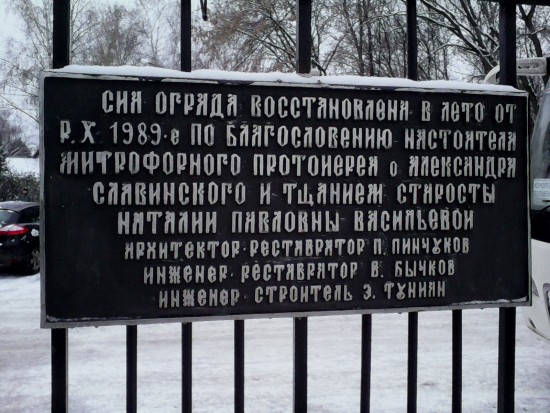 СИЯ ОГРАДА ВОССТАНОВЛЕНА В ЛЕТО ОТ
Р.Х 1989-е ПО БЛАГОСЛОВЕНИЮ НАСТОЯТЕЛЯ
МИТРОФОРНОГО ПРОТОИЕРЕЯ о АЛЕКСАНДРА
СЛАВИНСКОГО И ТЩАНИЕМ СТАРОСТЫ
НАТАЛИИ ПАВЛОВНЫ ВАСИЛЬЕВОЙ
АРХИТЕКТОР-РЕСТАВРАТОР П. ПИНЧУКОВ
ИНЖЕНЕР-РЕСТАВРАТОР В. БЫЧКОВ
ИНЖЕНЕР-СТРОИТЕЛЬ Э. ТУНИЯН